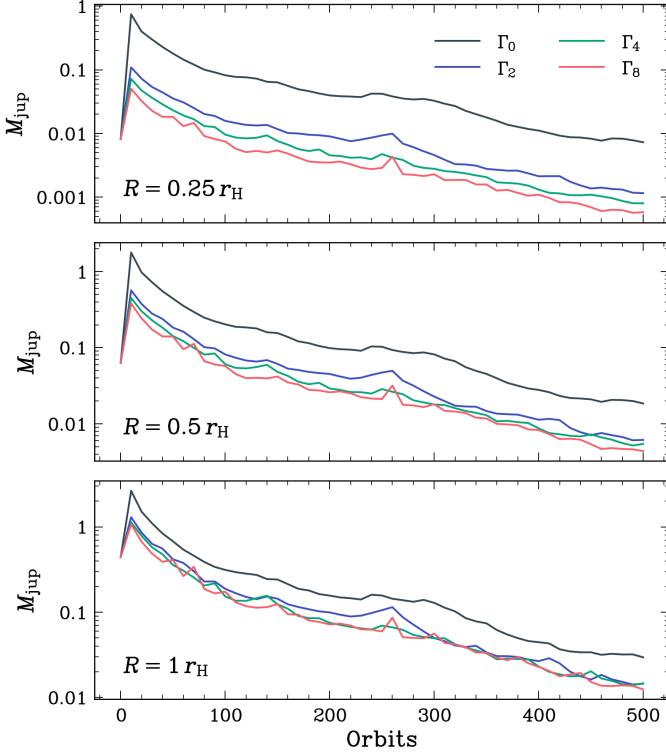 1
0.1
0.01
0.001
M_jup
Γ₀
Γ₄
Γ₂
Γ₈
R = 0.25 r_H
1
0.1
0.01
M_jup
R = 0.5 r_H
1
0.1
0.01
M_jup
R = 1 r_H
0 100 200 300 400 500
Orbits